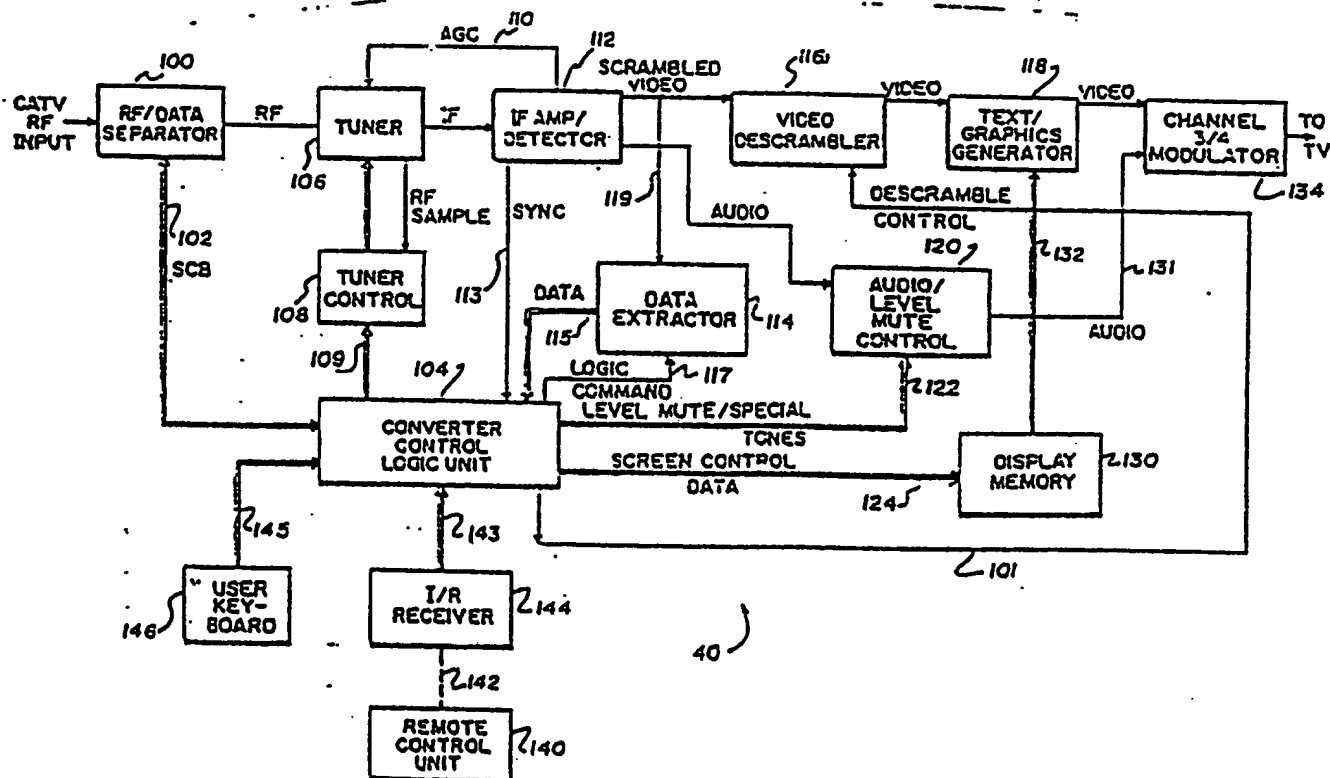 110
AGC
112
100
SCRAMBLED
VIDEO
116
118
CATV
RF
INPUT
RF/DATA
SEPARATOR
RF
TUNER
IF
IF AMP/
DETECTOR
VIDEO
DESCRAMBLER
VIDEO
TEXT/
GRAPHICS
GENERATOR
VIDEO
CHANNEL
3/4
MODULATOR
TO
TV
134
106
RF
SAMPLE
SYNC
119
AUDIO
DESCRAMBLE
CONTROL
102
SCB
132
131
120
TUNER
CONTROL
108
113
DATA
115
DATA
EXTRACTOR
114
AUDIO/
LEVEL
MUTE
CONTROL
AUDIO
109
104
LOGIC
COMMAND
117
122
CONVERTER
CONTROL
LOGIC UNIT
LEVEL MUTE/SPECIAL
TONES
SCREEN CONTROL
DATA
124
DISPLAY
MEMORY
130
145
143
101
USER
KEY-
BOARD
146
I/R
RECEIVER
144
40
142
REMOTE
CONTROL
UNIT
140